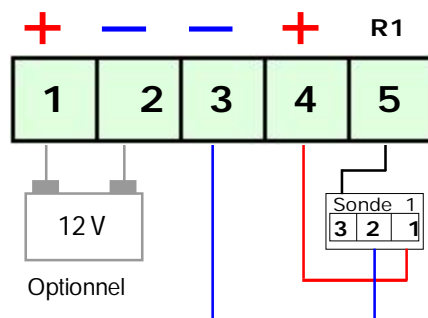 + — — + R1
1 2 3 4 5
Sonde 1
3 2 1
12 V
Optionnel